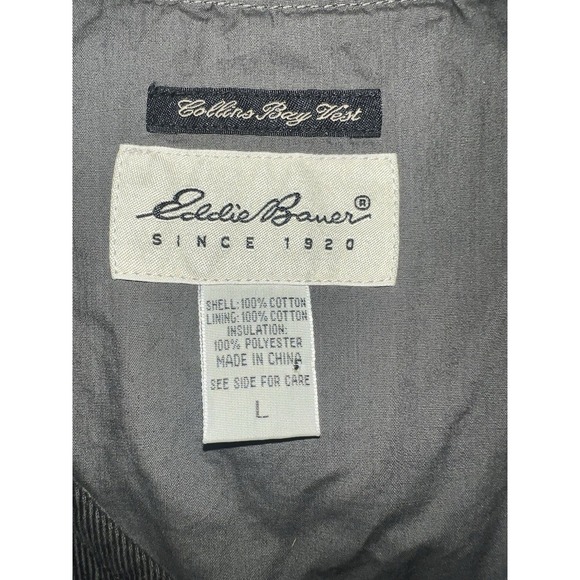 Collins Bay Vest
Eddie Bauer®
SINCE 1920
SHELL: 100% COTTON
LINING: 100% COTTON
INSULATION:
100% POLYESTER
MADE IN CHINA
SEE SIDE FOR CARE
L